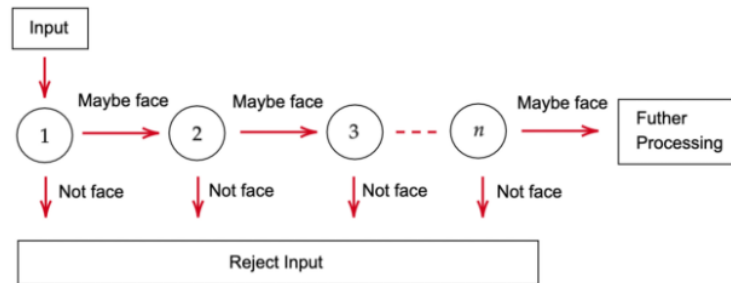 Input
Maybe face
Maybe face
Maybe face
1
2
3
n
Futher
Processing
Not face
Not face
Not face
Not face
Reject Input